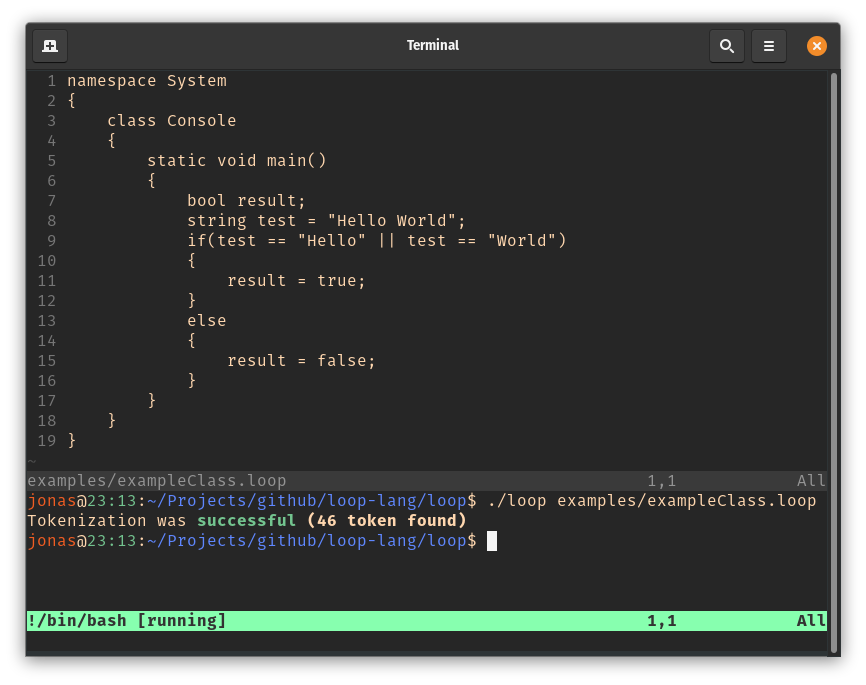 Terminal
1 namespace System
2 {
3     class Console
4     {
5         static void main()
6         {
7             bool result;
8             string test = "Hello World";
9             if(test == "Hello" || test == "World")
10             {
11                 result = true;
12             }
13             else
14             {
15                 result = false;
16             }
17         }
18     }
19 }
~
examples/exampleClass.loop 1,1 All
jonas@23:13:~/Projects/github/loop-lang/loop$ ./loop examples/exampleClass.loop
Tokenization was successful (46 token found)
jonas@23:13:~/Projects/github/loop-lang/loop$
!/bin/bash [running] 1,1 All